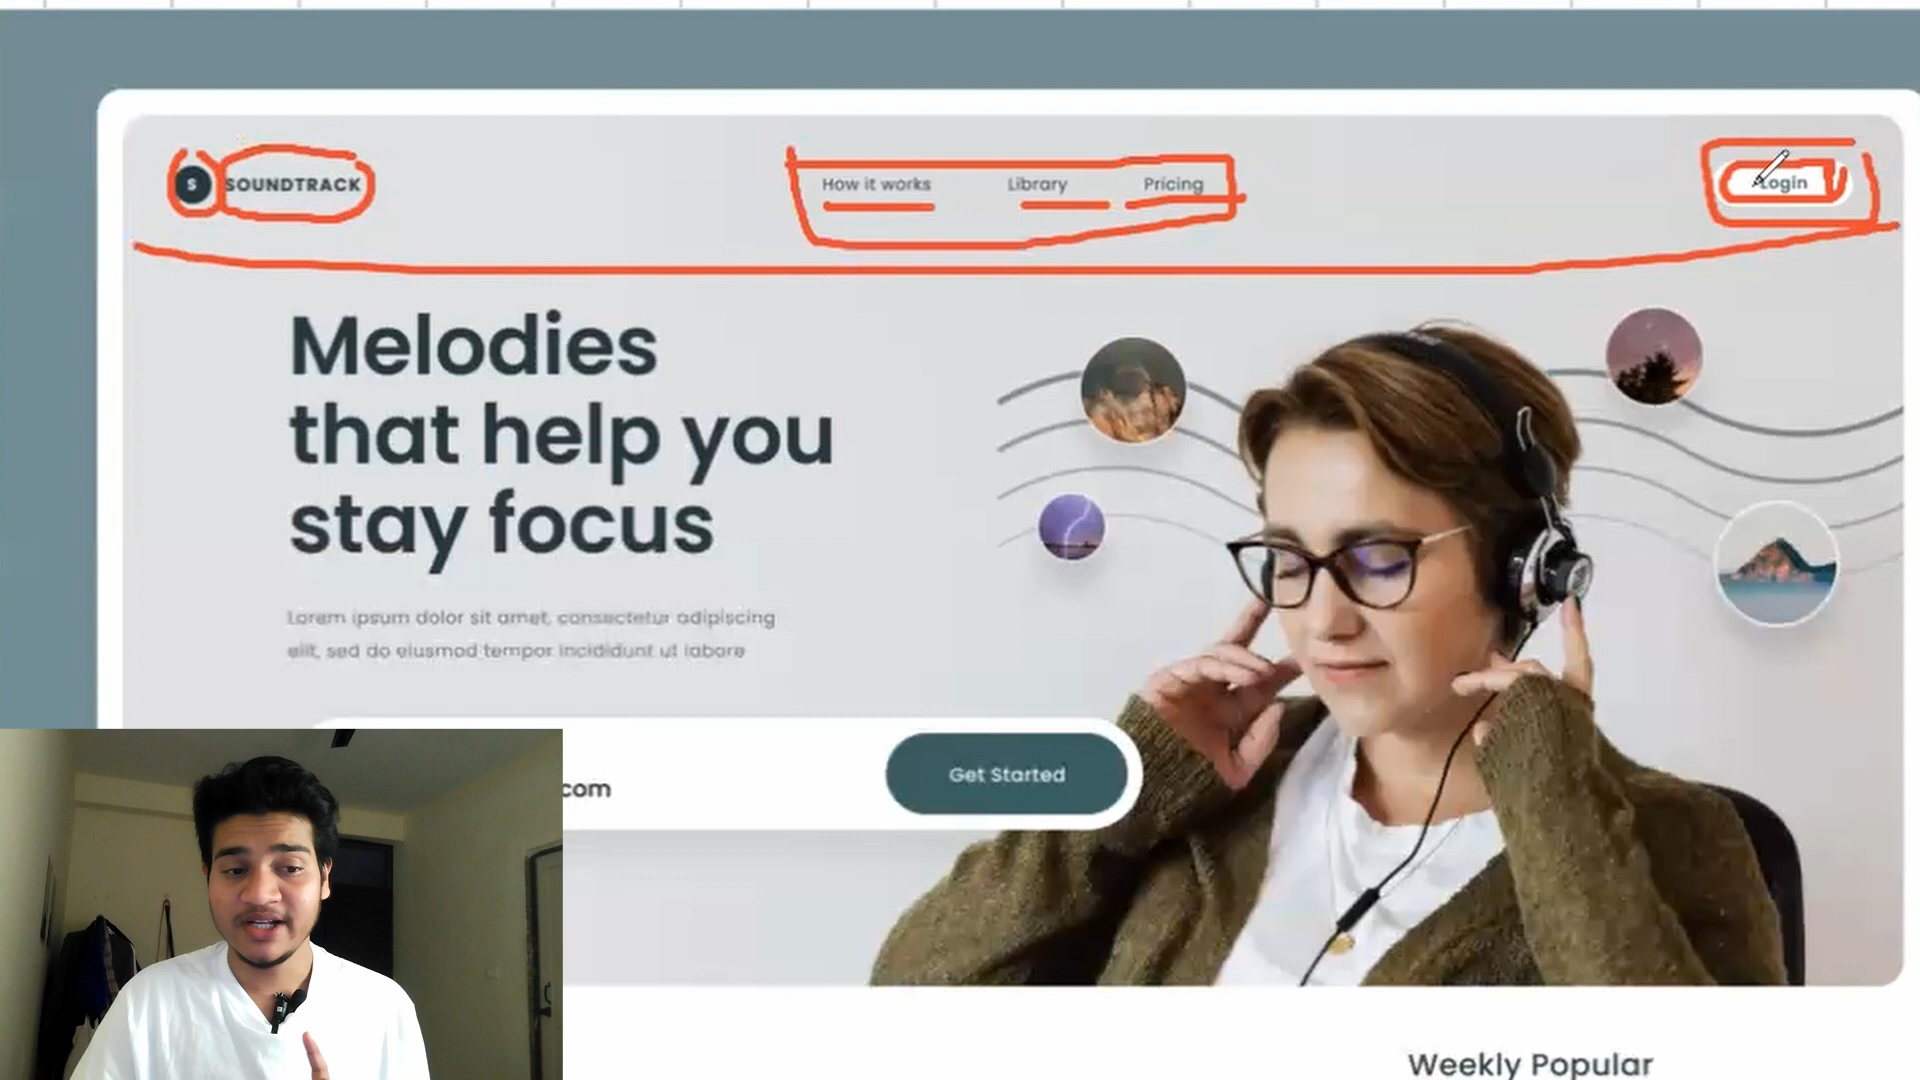 S SOUNDTRACK How it works Library Pricing Login
Melodies
that help you
stay focus
Lorem ipsum dolor sit amet, consectetur adipiscing
elit, sed do eiusmod tempor incididunt ut labore
com Get Started
Weekly Popular